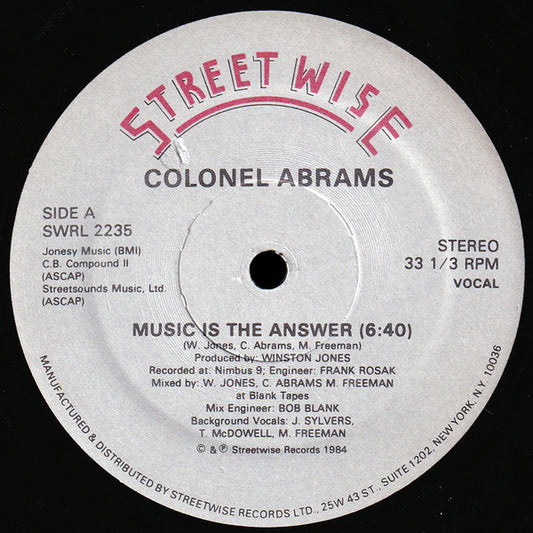 STREETWISE
COLONEL ABRAMS
SIDE A
SWRL 2235
Jonesy Music (BMI)
C.B. Compound II
(ASCAP)
Streetsounds Music, Ltd.
(ASCAP)
STEREO
33 1/3 RPM
VOCAL
MUSIC IS THE ANSWER (6:40)
(W. Jones, C. Abrams, M. Freeman)
Produced by: WINSTON JONES
Recorded at: Nimbus 9; Engineer: FRANK ROSAK
Mixed by: W. JONES, C. ABRAMS M. FREEMAN
at Blank Tapes
Mix Engineer: BOB BLANK
Background Vocals: J. SYLVERS,
T. McDOWELL, M. FREEMAN
© & ℗ Streetwise Records 1984
MANUFACTURED & DISTRIBUTED BY STREETWISE RECORDS LTD., 25W 43 ST., SUITE 1202, NEW YORK, N.Y. 10036